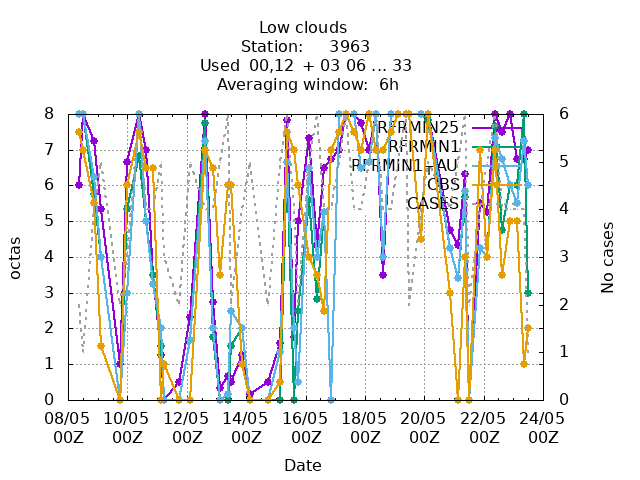 Low clouds
Station: 3963
Used 00,12 + 03 06 ... 33
Averaging window: 6h
8 6
RFRMIN25
7 RFRMIN1
5
RFRMIN1_TAU
6 CBS
CASES
4
5
octas
No cases
4 3
3
2
2
1
1
0 0
08/05 10/05 12/05 14/05 16/05 18/05 20/05 22/05 24/05
00Z 00Z 00Z 00Z 00Z 00Z 00Z 00Z 00Z
Date